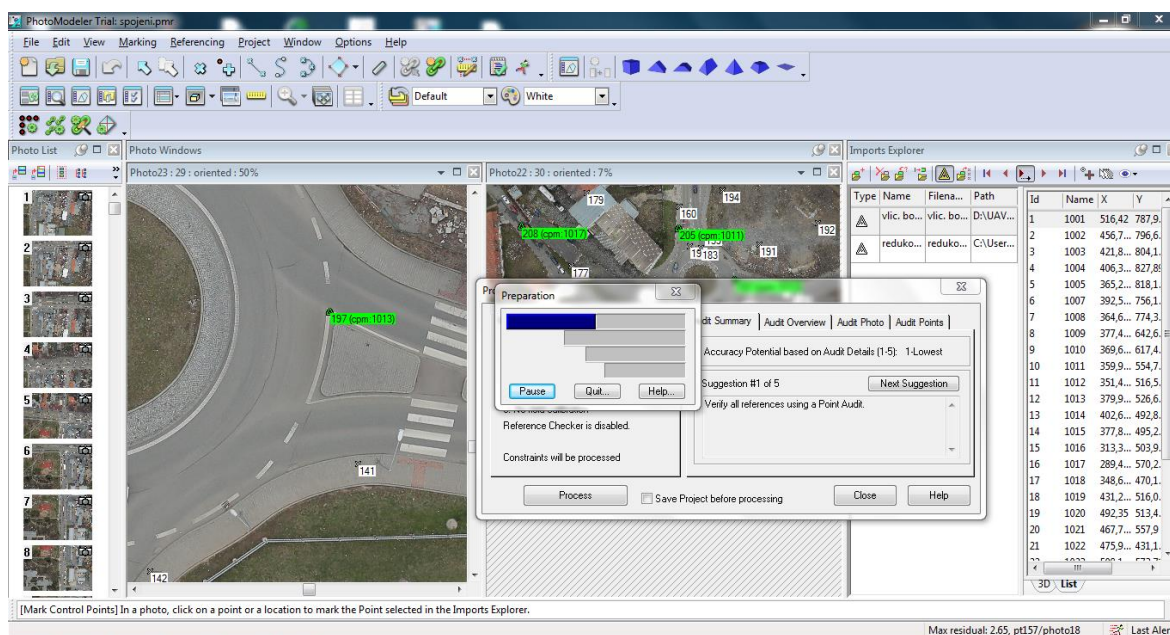 PhotoModeler Trial: spojeni.pmr
File Edit View Marking Referencing Project Window Options Help
Default White
Photo List
Photo Windows
Imports Explorer
Photo23 : 29 : oriented : 50%
Photo22 : 30 : oriented : 7%
1
2
3
4
5
6
7
8
197 (cpm:1013)
141
142
179
194
160
192
208 (cpm:1017)
205 (cpm:1011)
183
191
177
Preparation
Pause Quit... Help...
Audit Overview Audit Photo Audit Points
Accuracy Potential based on Audit Details (1-5): 1-Lowest
Suggestion #1 of 5 Next Suggestion
Verify all references using a Point Audit.
Reference Checker is disabled.
Constraints will be processed
Process Save Project before processing Close Help
Type Name Filena... Path
vlic. bo... vlic. bo... D:\UAV...
reduko... reduko... C:\User...
Id Name X Y
1 1001 516,42 787,9.
2 1002 456,7... 796,6.
3 1003 421,8... 804,1.
4 1004 406,3... 827,8
5 1005 365,2... 818,1.
6 1007 392,5... 756,1.
7 1008 364,6... 774,3.
8 1009 377,4... 642,6.
9 1010 369,6... 617,4.
10 1011 359,9... 554,7.
11 1012 351,4... 516,5.
12 1013 379,9... 526,6.
13 1014 402,6... 492,8.
14 1015 377,8... 495,2.
15 1016 313,3... 503,9.
16 1017 289,4... 570,2.
17 1018 348,6... 470,1.
18 1019 431,2... 516,0.
19 1020 492,35 513,4.
20 1021 467,7... 557,9
21 1022 475,9... 431,1.
3D List
[Mark Control Points] In a photo, click on a point or a location to mark the Point selected in the Imports Explorer.
Max residual: 2.65, pt157/photo18 Last Aler